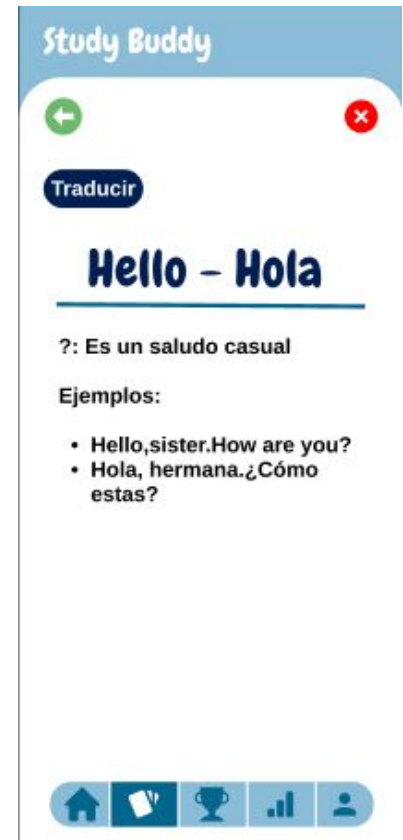 Study Buddy
Traducir
Hello – Hola
?: Es un saludo casual
Ejemplos:
• Hello,sister.How are you?
• Hola, hermana.¿Cómo
estas?